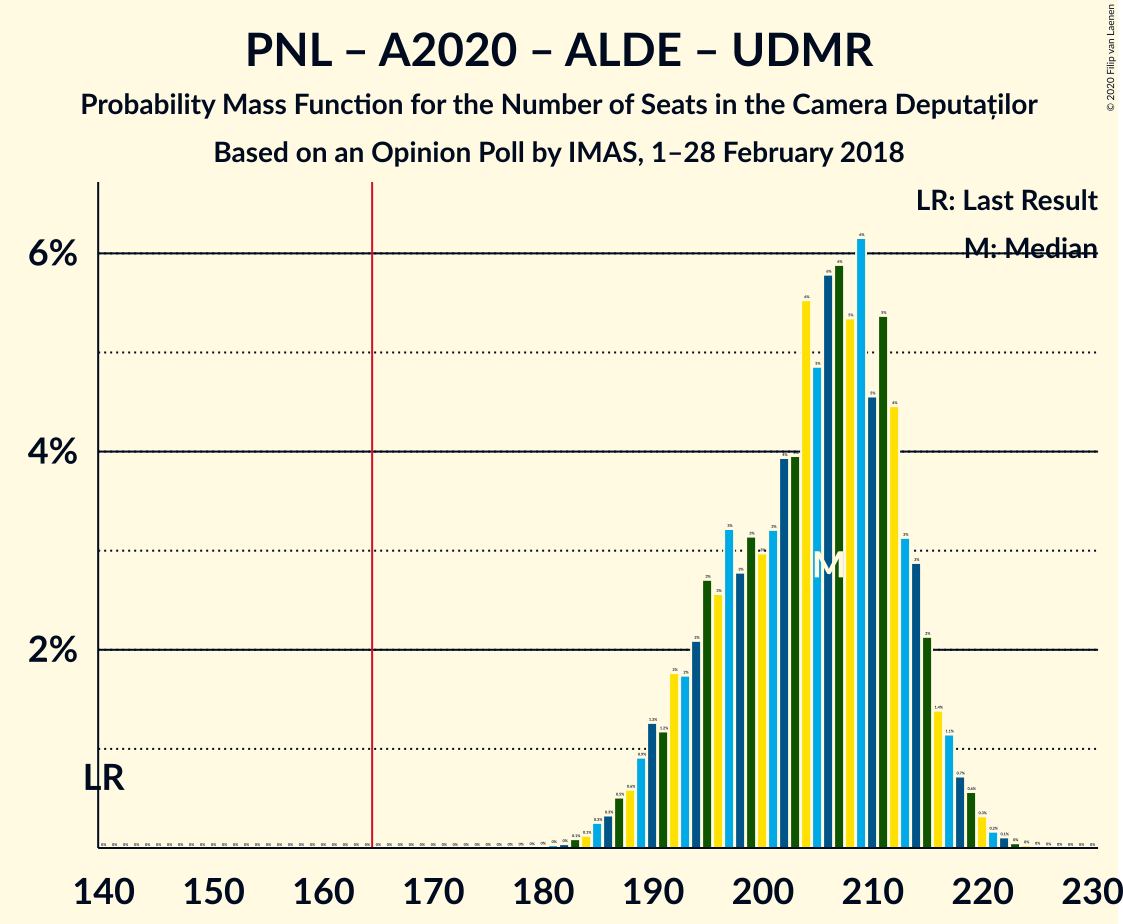 PNL – A2020 – ALDE – UDMR
Probability Mass Function for the Number of Seats in the Camera Deputaților
Based on an Opinion Poll by IMAS, 1–28 February 2018
© 2020 Filip van Laenen
LR: Last Result
M: Median
6%
4%
2%
LR
M
140 150 160 170 180 190 200 210 220 230